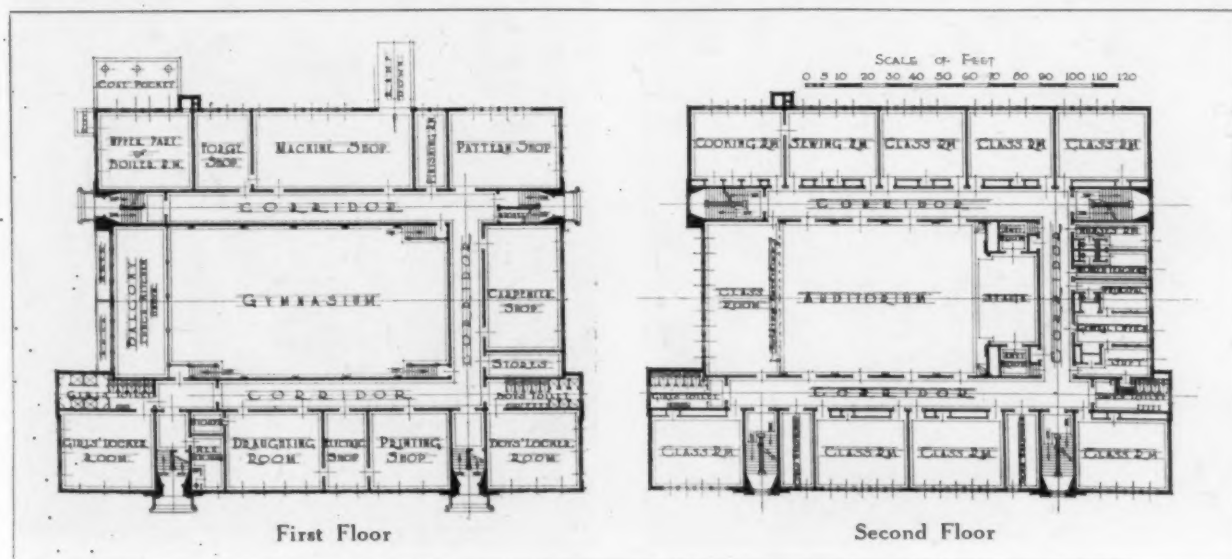 COAL POCKET
RAMP
DOWN
UPPER PART
OF
BOILER RM.
FORGE
SHOP
MACHINE SHOP
FINISHING RM
PATTERN SHOP
CORRIDOR
BALCONY
GYMNASIUM
CORRIDOR
CARPENTER
SHOP
STORES
GIRLS TOILET
CORRIDOR
BOYS TOILET
GIRLS' LOCKER
ROOM
DRAUGHTING
ROOM
ELECTRIC
SHOP
PRINTING
SHOP
BOYS' LOCKER
ROOM
First Floor
SCALE OF FEET
0 5 10 20 30 40 50 60 70 80 90 100 110 120
COOKING RM
SEWING RM
CLASS RM
CLASS RM
CLASS RM
CORRIDOR
CLASS
ROOM
AUDITORIUM
STAGE
CORRIDOR
CORRIDOR
GIRLS TOILET
CLASS RM
CLASS RM
CLASS RM
CLASS RM
Second Floor